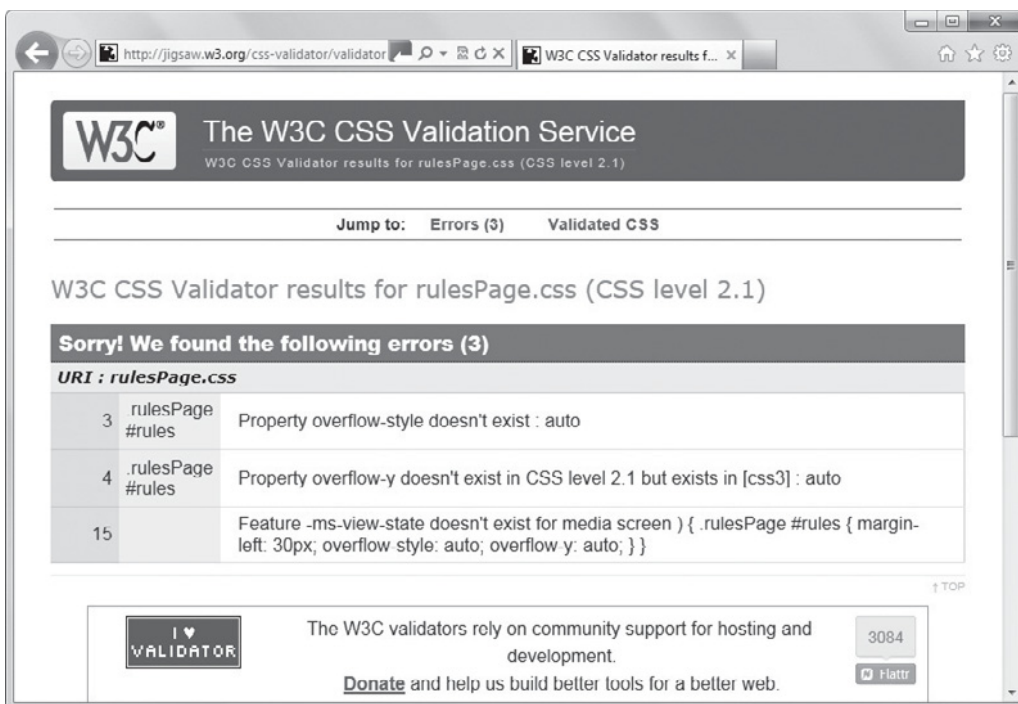 http://jigsaw.w3.org/css-validator/validator
W3C CSS Validator results f...
W3C®
The W3C CSS Validation Service
W3C CSS Validator results for rulesPage.css (CSS level 2.1)
Jump to: Errors (3) Validated CSS
W3C CSS Validator results for rulesPage.css (CSS level 2.1)
Sorry! We found the following errors (3)
URI : rulesPage.css
3 .rulesPage #rules Property overflow-style doesn't exist : auto
4 .rulesPage #rules Property overflow-y doesn't exist in CSS level 2.1 but exists in [css3] : auto
15 Feature -ms-view-state doesn't exist for media screen ) { .rulesPage #rules { margin-
left: 30px; overflow-style: auto; overflow-y: auto; } }
↑ TOP
I ♥
VALIDATOR
The W3C validators rely on community support for hosting and
development.
Donate and help us build better tools for a better web.
3084
Flattr